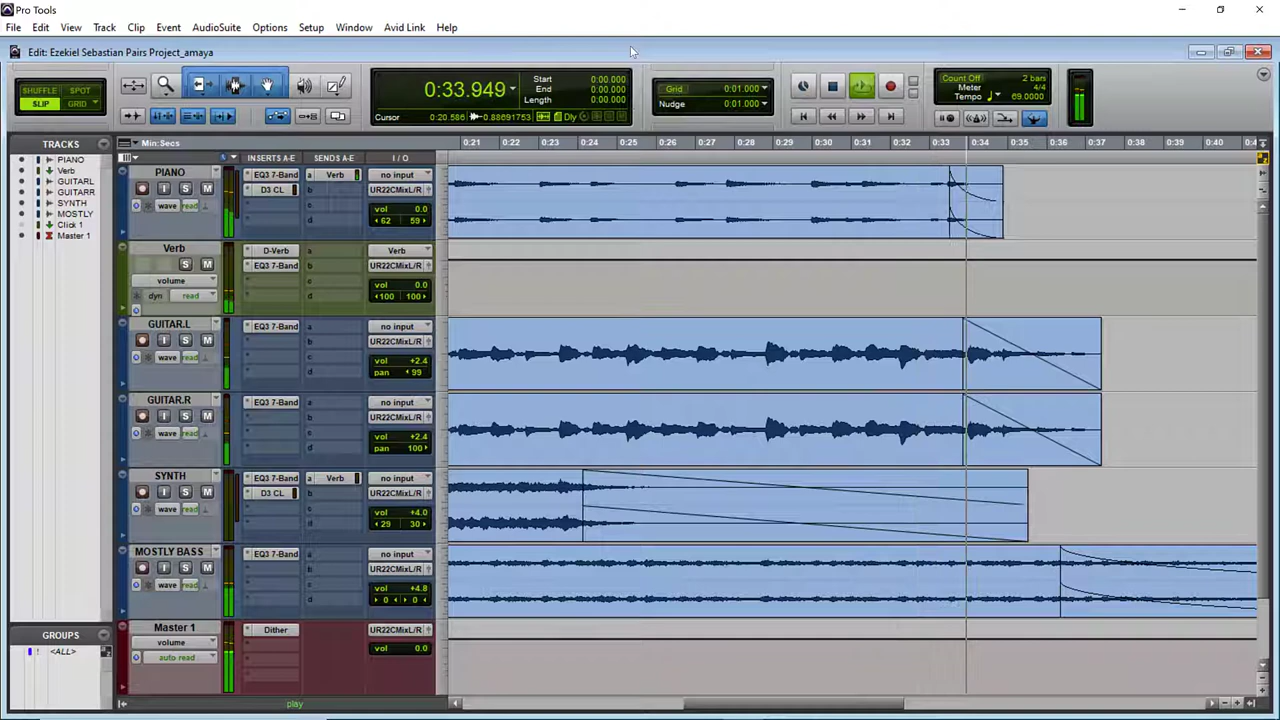 Pro Tools
File Edit View Track Clip Event AudioSuite Options Setup Window Avid Link Help
Edit: Ezekiel Sebastian Pairs Project_amaya
SHUFFLE SPOT
SLIP GRID
0:33.949
Start 0:00.000
End 0:00.000
Length 0:00.000
Cursor 0:20.586 0.88691753 Dly
Grid 0:01.000
Nudge 0:01.000
Count Off 2 bars
Meter 4/4
Tempo 69.0000
TRACKS
PIANO
Verb
GUITARL
GUITARR
SYNTH
MOSTLY
Click 1
Master 1
GROUPS
<ALL>
Min:Secs
0:21 0:22 0:23 0:24 0:25 0:26 0:27 0:28 0:29 0:30 0:31 0:32 0:33 0:34 0:35 0:36 0:37 0:38 0:39 0:40
INSERTS A-E SENDS A-E I / O
PIANO EQ3 7-Band a Verb no input
S M D3 CL b UR22CMixL/R
wave read c vol 0.0
d 62 59
Verb D-Verb a Verb
S M EQ3 7-Band b UR22CMixL/R
volume c vol 0.0
dyn read d 100 100
GUITAR.L EQ3 7-Band a no input
I S M b UR22CMixL/R
wave read c vol +2.4
d pan 99
GUITAR.R EQ3 7-Band a no input
I S M b UR22CMixL/R
wave read c vol +2.4
d pan 100
SYNTH EQ3 7-Band a Verb no input
I S M D3 CL b UR22CMixL/R
wave read c vol +4.0
d 29 30
MOSTLY BASS EQ3 7-Band a no input
I S M b UR22CMixL/R
wave read c vol +4.8
d 0 0
Master 1 Dither UR22CMixL/R
volume vol 0.0
auto read
play